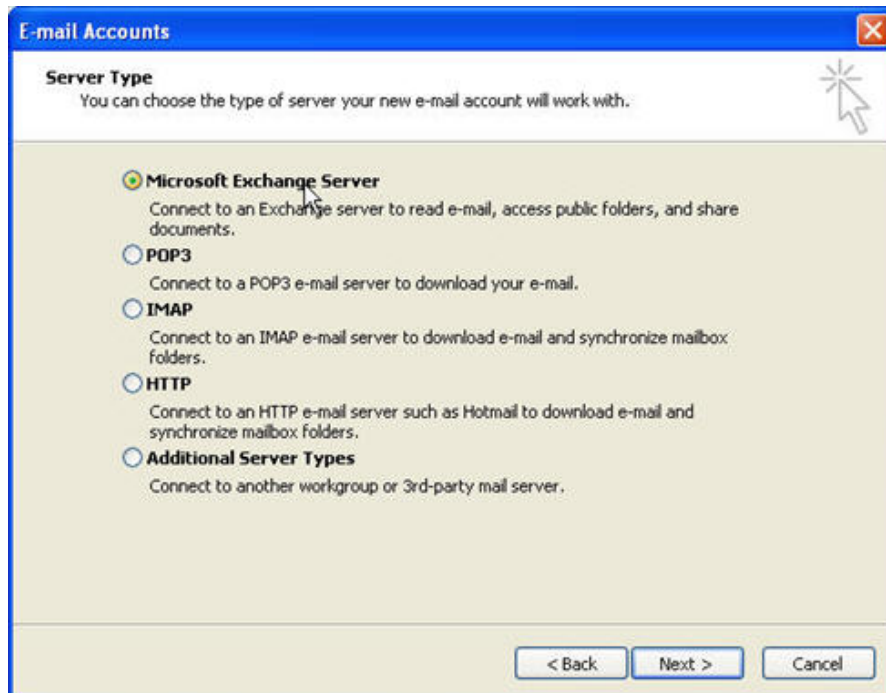 E-mail Accounts
Server Type
You can choose the type of server your new e-mail account will work with.
Microsoft Exchange Server
Connect to an Exchange server to read e-mail, access public folders, and share
documents.
POP3
Connect to a POP3 e-mail server to download your e-mail.
IMAP
Connect to an IMAP e-mail server to download e-mail and synchronize mailbox
folders.
HTTP
Connect to an HTTP e-mail server such as Hotmail to download e-mail and
synchronize mailbox folders.
Additional Server Types
Connect to another workgroup or 3rd-party mail server.
< Back Next > Cancel